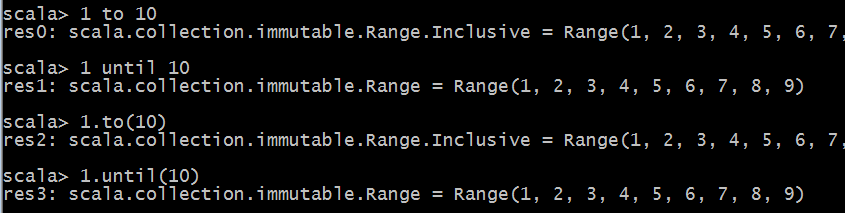 scala> 1 to 10
res0: scala.collection.immutable.Range.Inclusive = Range(1, 2, 3, 4, 5, 6, 7,
scala> 1 until 10
res1: scala.collection.immutable.Range = Range(1, 2, 3, 4, 5, 6, 7, 8, 9)
scala> 1.to(10)
res2: scala.collection.immutable.Range.Inclusive = Range(1, 2, 3, 4, 5, 6, 7,
scala> 1.until(10)
res3: scala.collection.immutable.Range = Range(1, 2, 3, 4, 5, 6, 7, 8, 9)